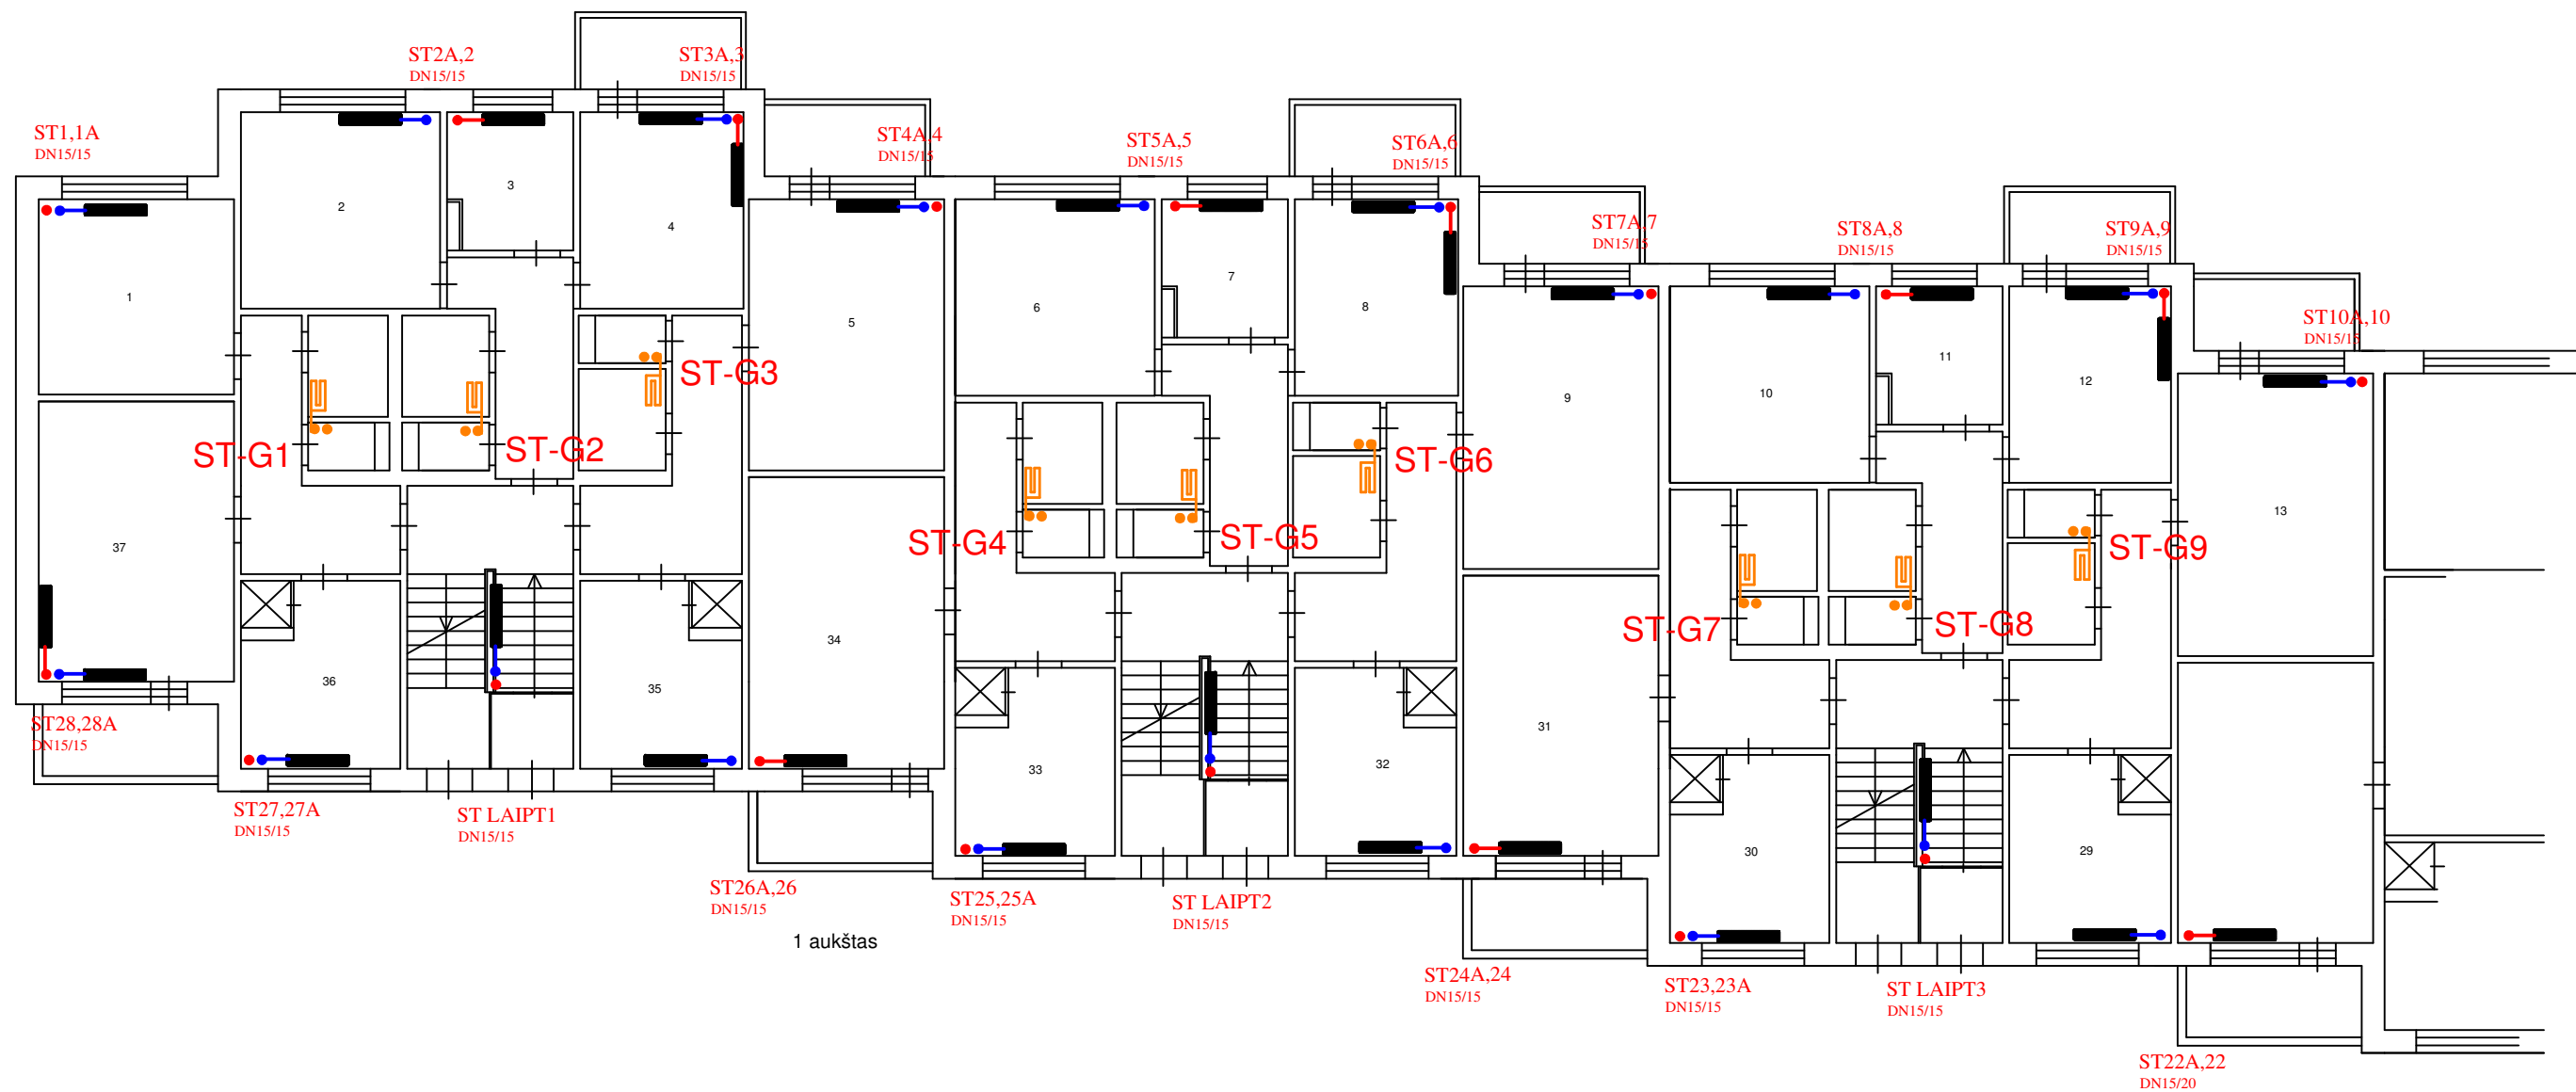 ST2A,2
DN15/15
ST3A,3
DN15/15
ST1,1A
DN15/15
ST4A,4
DN15/15
ST5A,5
DN15/15
ST6A,6
DN15/15
ST7A,7
DN15/15
ST8A,8
DN15/15
ST9A,9
DN15/15
ST10A,10
DN15/15
1
2
3
4
5
6
7
8
9
10
11
12
13
ST-G1
ST-G2
ST-G3
ST-G4
ST-G5
ST-G6
ST-G7
ST-G8
ST-G9
37
36
35
34
33
32
31
30
29
ST28,28A
DN15/15
ST27,27A
DN15/15
ST LAIPT1
DN15/15
ST26A,26
DN15/15
ST25,25A
DN15/15
ST LAIPT2
DN15/15
ST24A,24
DN15/15
ST23,23A
DN15/15
ST LAIPT3
DN15/15
ST22A,22
DN15/20
1 aukštas